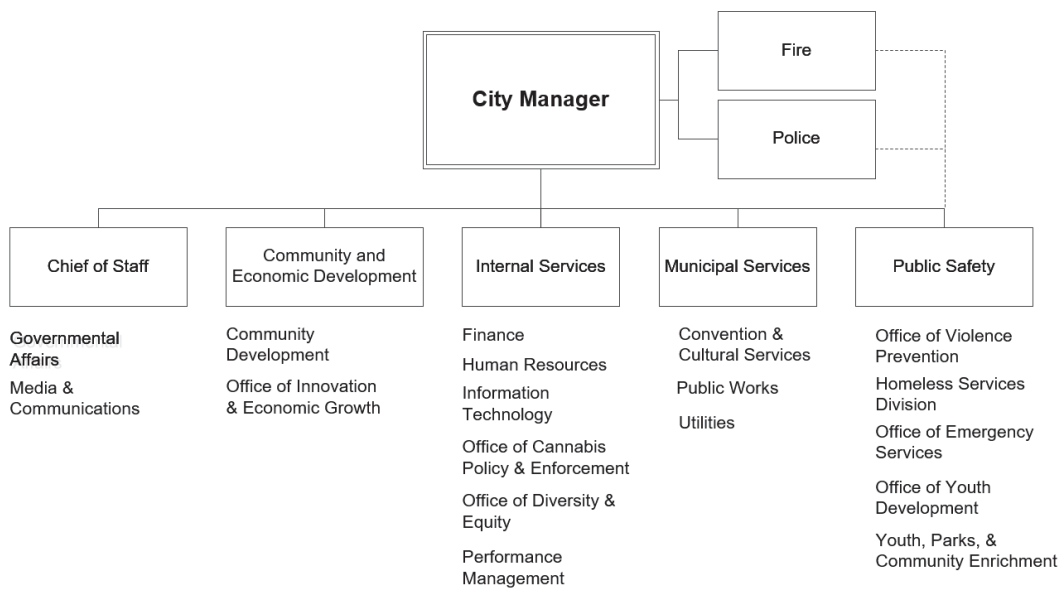 Fire
City Manager
Police
Chief of Staff
Community and
Economic Development
Internal Services
Municipal Services
Public Safety
Governmental
Affairs
Media &
Communications
Community
Development
Office of Innovation
& Economic Growth
Finance
Human Resources
Information
Technology
Office of Cannabis
Policy & Enforcement
Office of Diversity &
Equity
Performance
Management
Convention &
Cultural Services
Public Works
Utilities
Office of Violence
Prevention
Homeless Services
Division
Office of Emergency
Services
Office of Youth
Development
Youth, Parks, &
Community Enrichment